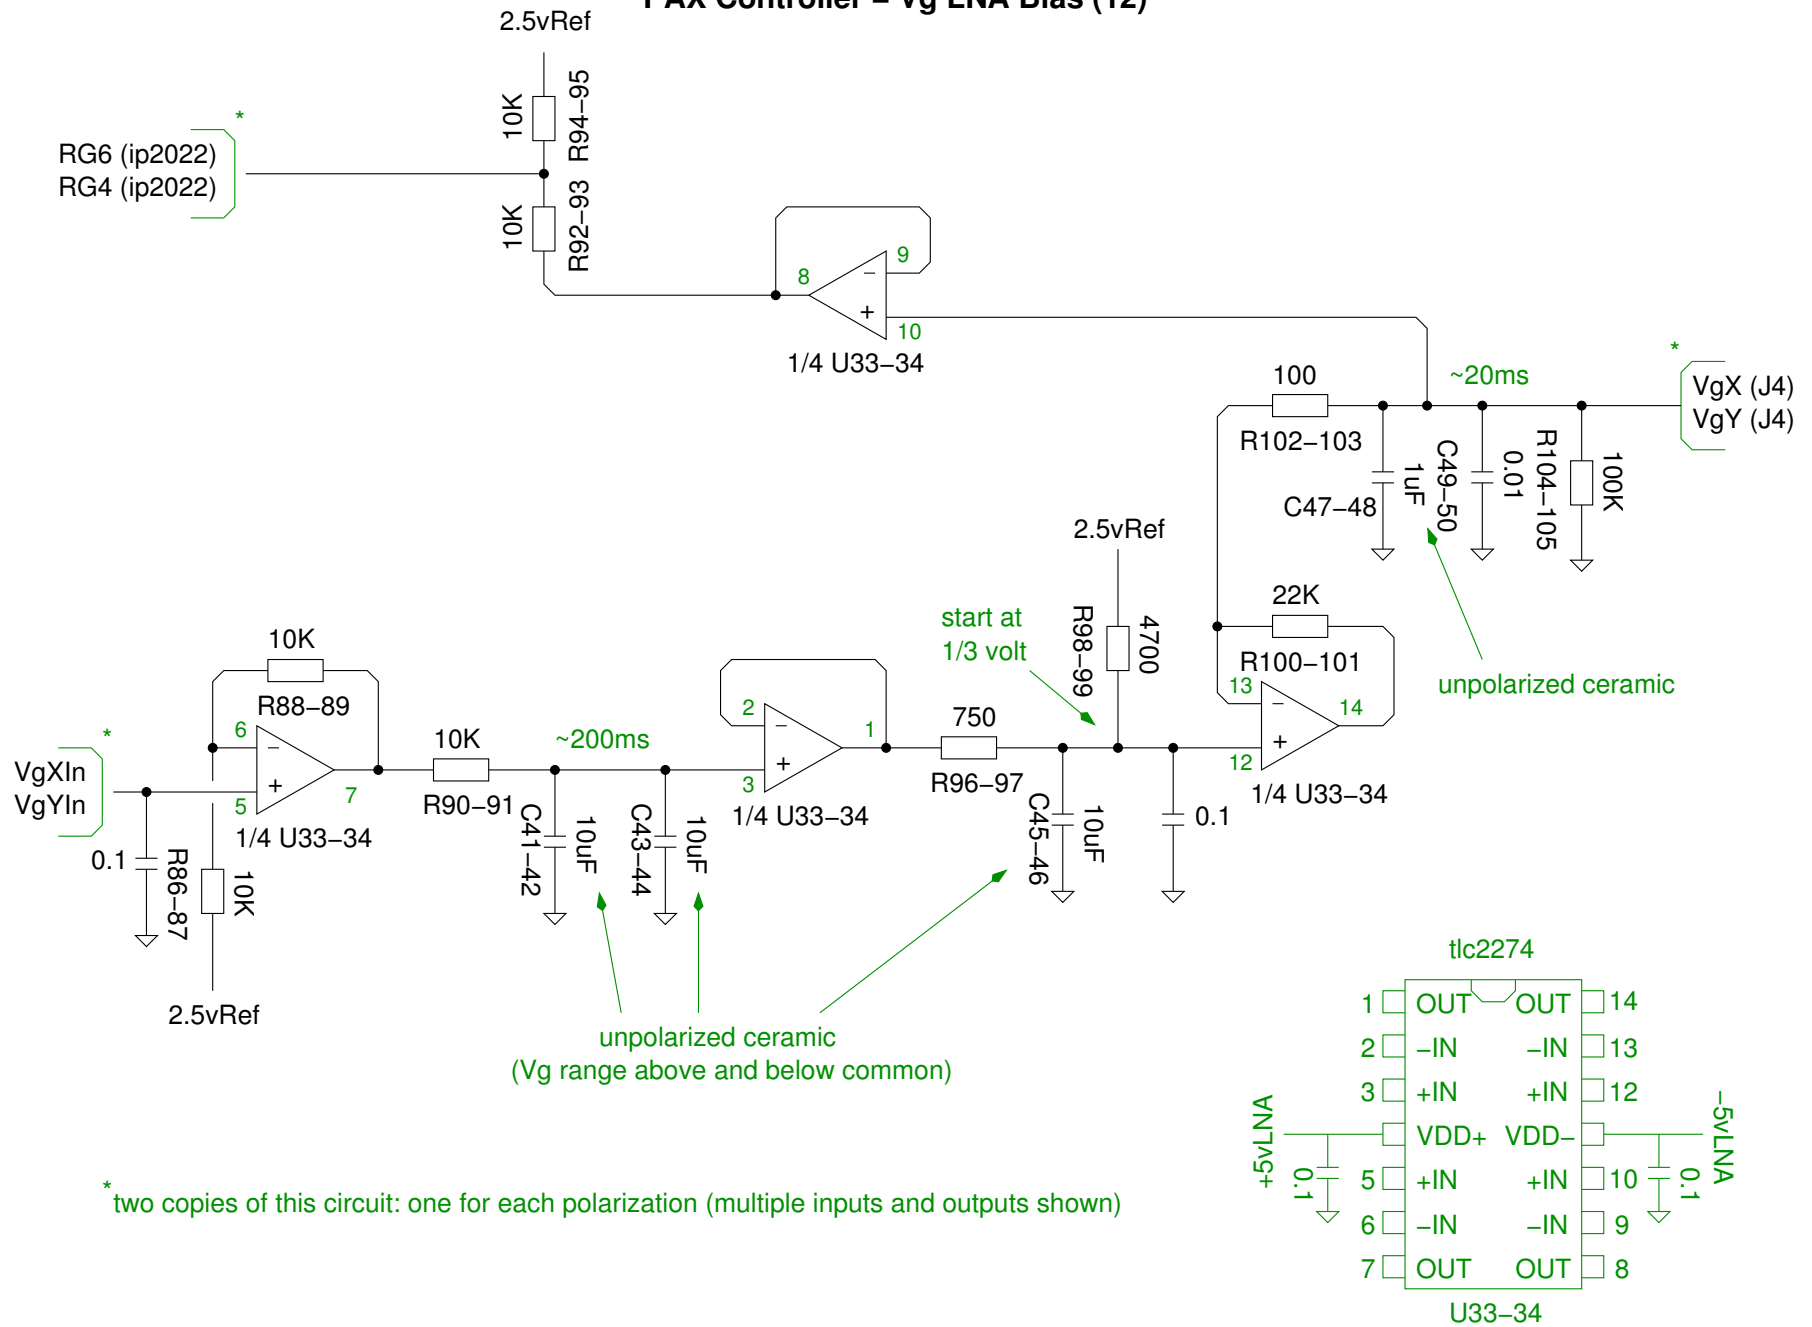 PAX Controller − Vg LNA Bias (12)
2.5vRef
10K
R94−95
*
RG6 (ip2022)
RG4 (ip2022)
10K
R92−93
−
9
8
+
10
1/4 U33−34
*
100
~20ms
VgX (J4)
VgY (J4)
R102−103
C47−48
1uF
C49−50
0.01
R104−105
100K
2.5vRef
start at
1/3 volt
R98−99
4700
22K
R100−101
unpolarized ceramic
10K
R88−89
13
−
14
+
12
1/4 U33−34
*
VgXIn
VgYIn
6
−
+
5
7
1/4 U33−34
10K
R90−91
~200ms
2
−
1
+
3
1/4 U33−34
750
R96−97
0.1
R86−87
10K
C41−42
10uF
C43−44
10uF
C45−46
10uF
0.1
2.5vRef
unpolarized ceramic
(Vg range above and below common)
tlc2274
1 OUT OUT 14
2 −IN −IN 13
3 +IN +IN 12
+5vLNA
VDD+ VDD−
−5vLNA
0.1
5 +IN +IN 10
0.1
6 −IN −IN 9
7 OUT OUT 8
U33−34
*two copies of this circuit: one for each polarization (multiple inputs and outputs shown)